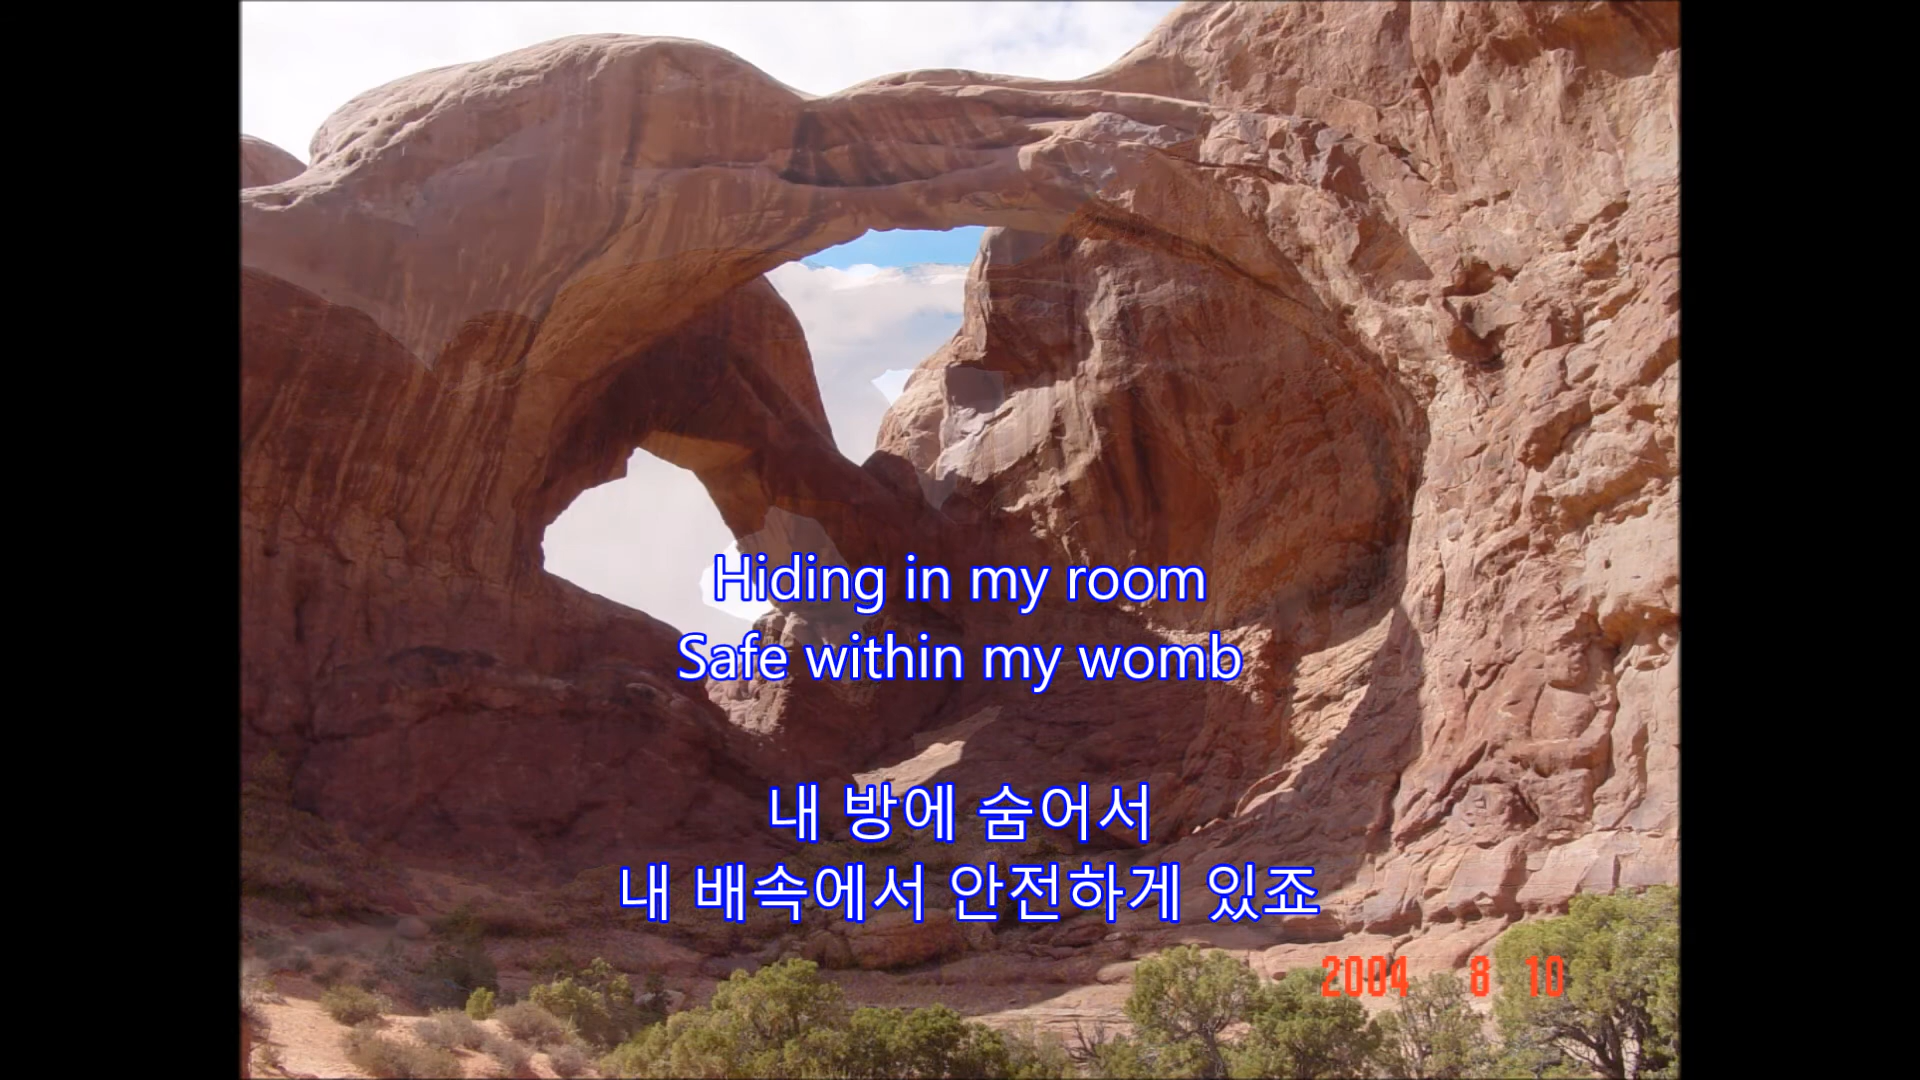 Hiding in my room
Safe within my womb
내 방에 숨어서
내 배속에서 안전하게 있죠
2004 8 10